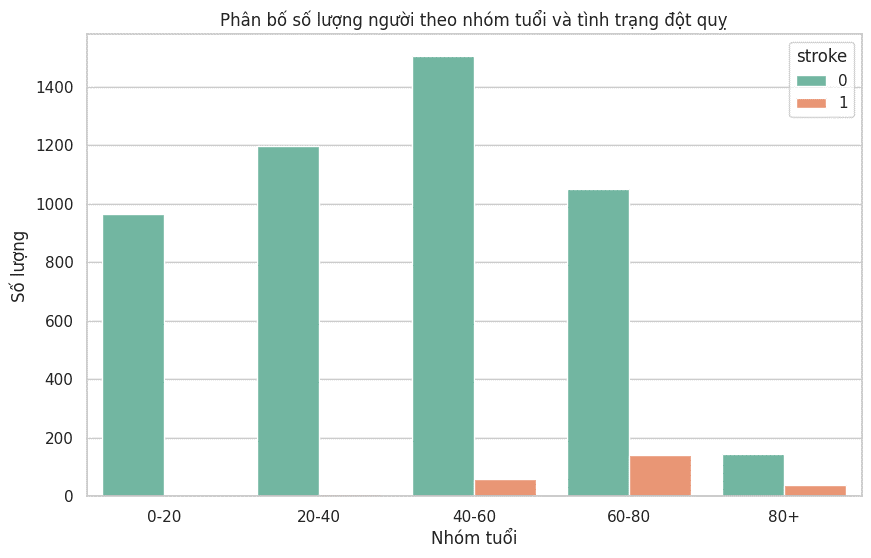 Phân bố số lượng người theo nhóm tuổi và tình trạng đột quỵ
stroke
0
1
Số lượng
1400
1200
1000
800
600
400
200
0
0-20 20-40 40-60 60-80 80+
Nhóm tuổi